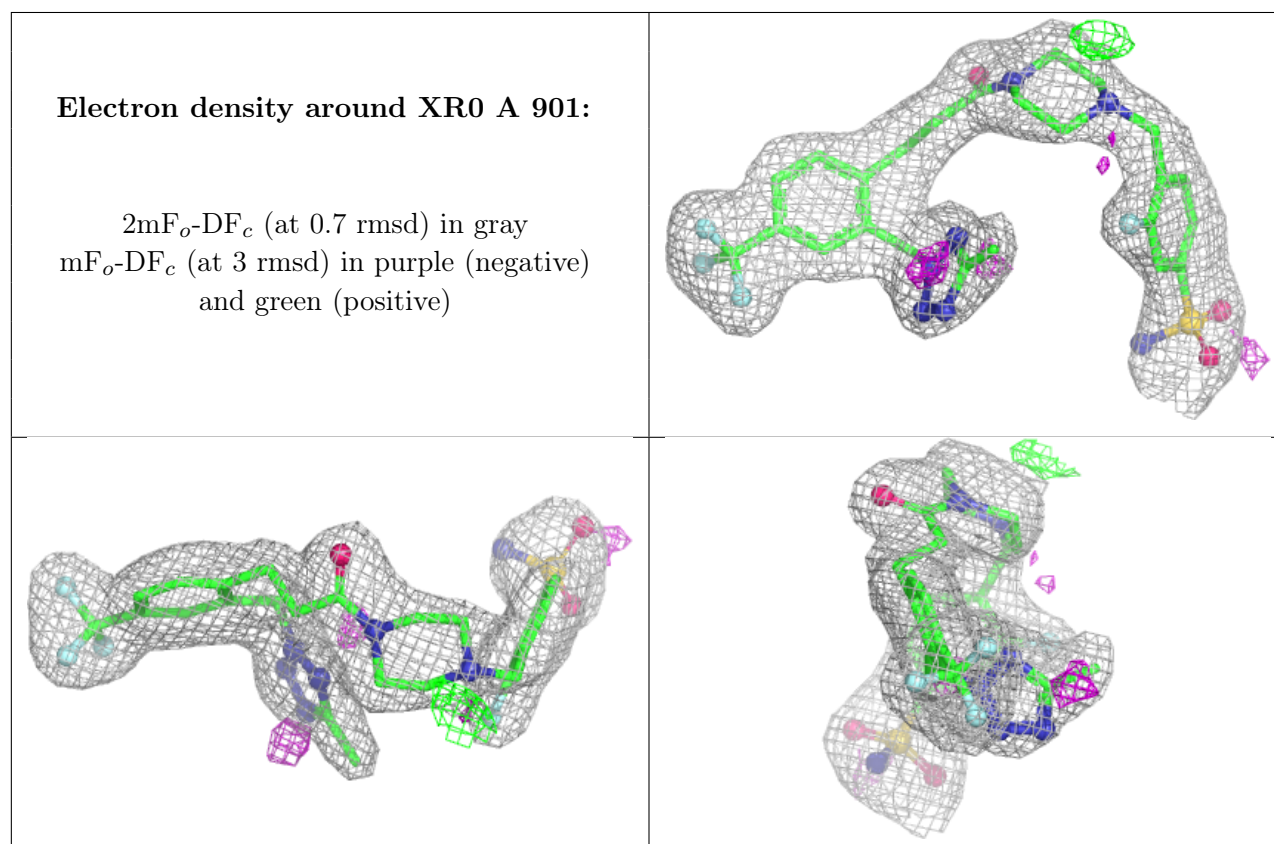 Electron density around XR0 A 901:
2mFo-DFc (at 0.7 rmsd) in gray
mFo-DFc (at 3 rmsd) in purple (negative)
and green (positive)